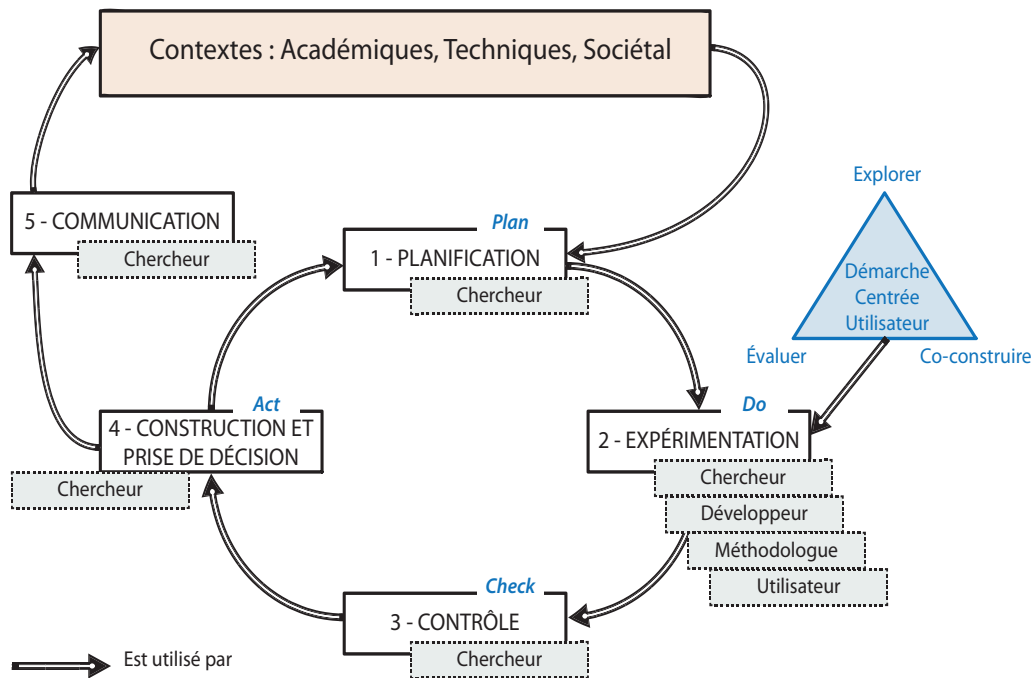 Contextes : Académiques, Techniques, Sociétal
5 - COMMUNICATION
Chercheur
Plan
1 - PLANIFICATION
Chercheur
Explorer
Démarche
Centrée
Utilisateur
Évaluer
Co-construire
Act
4 - CONSTRUCTION ET
PRISE DE DÉCISION
Chercheur
Do
2 - EXPÉRIMENTATION
Chercheur
Développeur
Méthodologue
Utilisateur
Check
3 - CONTRÔLE
Chercheur
Est utilisé par